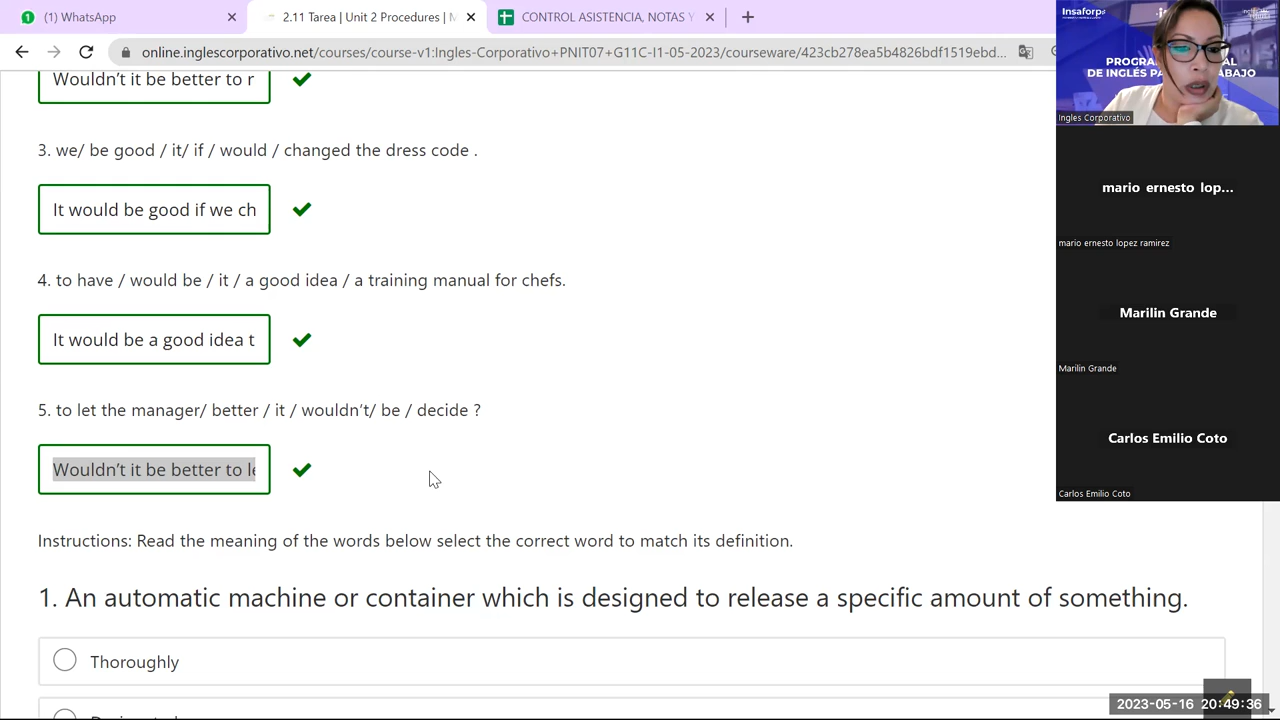 (1) WhatsApp
2.11 Tarea | Unit 2 Procedures | M
online.inglescorporativo.net/courses/course-v1:Ingles-Corporativo+PNIT07+G11C-I1-05-2023/courseware/423cb278ea5b4826bdf1519ebd...
Wouldn't it be better to r
3. we/ be good / it/ if / would / changed the dress code .
It would be good if we ch
4. to have / would be / it / a good idea / a training manual for chefs.
It would be a good idea t
5. to let the manager/ better / it / wouldn't/ be / decide ?
Wouldn't it be better to le
Instructions: Read the meaning of the words below select the correct word to match its definition.
1. An automatic machine or container which is designed to release a specific amount of something.
Thoroughly
Insaforp
DE INGLÉS
Ingles Corporativo
mario ernesto lop...
mario ernesto lopez ramirez
Marilin Grande
Marilin Grande
Carlos Emilio Coto
Carlos Emilio Coto
2023-05-16 20:49:36